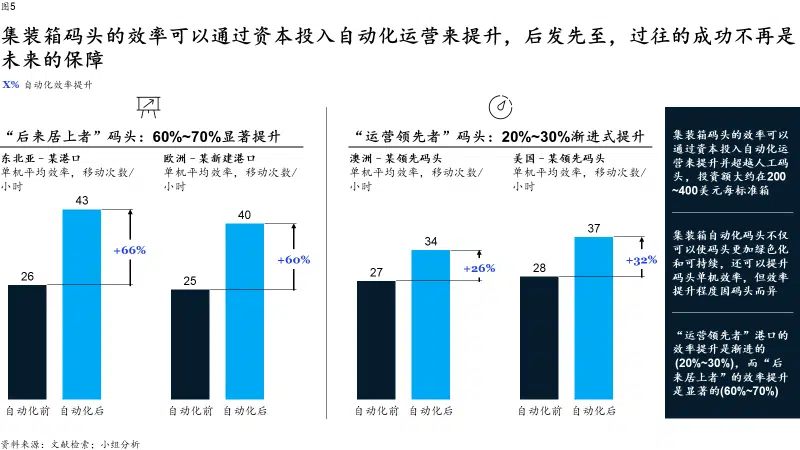 图5
集装箱码头的效率可以通过资本投入自动化运营来提升，后发先至，过往的成功不再是
未来的保障
X% 自动化效率提升
“后来居上者”码头：60%~70%显著提升
东北亚–某港口
单机平均效率，移动次数/
小时
43
26
+66%
自动化前 自动化后
欧洲–某新建港口
单机平均效率，移动次数/
小时
40
25
+60%
自动化前 自动化后
“运营领先者”码头：20%~30%渐进式提升
澳洲–某领先码头
单机平均效率，移动次数/
小时
34
27
+26%
自动化前 自动化后
美国–某领先码头
单机平均效率，移动次数/
小时
37
28
+32%
自动化前 自动化后
集装箱码头的效率可以
通过资本投入自动化运
营来提升并超越人工码
头，投资额大约在200
~400美元每标准箱
集装箱自动化码头不仅
可以使码头更加绿色化
和可持续，还可以提升
码头单机效率，但效率
提升程度因码头而异
“运营领先者”港口的
效率提升是渐进的
(20%~30%)，而“后
来居上者”的效率提升
是显著的(60%~70%)
资料来源：文献检索；小组分析